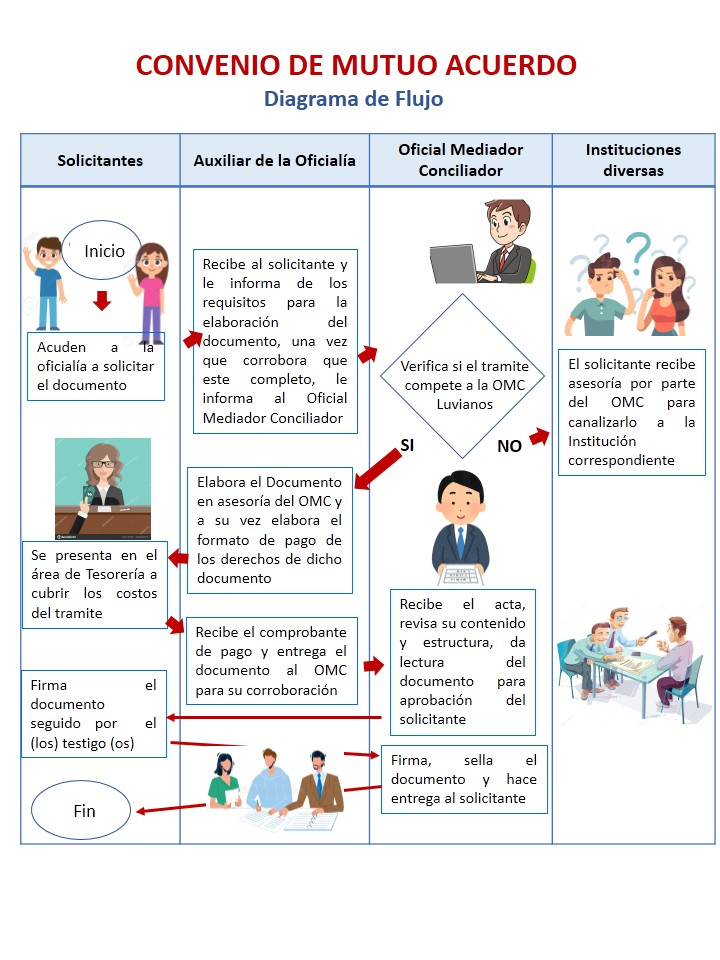 CONVENIO DE MUTUO ACUERDO
Diagrama de Flujo
Solicitantes
Auxiliar de la Oficialía
Oficial Mediador
Conciliador
Instituciones
diversas
Inicio
Acuden a la
oficialía a solicitar
el documento
Recibe al solicitante y
le informa de los
requisitos para la
elaboración del
documento, una vez
que corrobora que
este completo, le
informa al Oficial
Mediador Conciliador
Verifica si el tramite
compete a la OMC
Luvianos
SI
NO
El solicitante recibe
asesoría por parte
del OMC para
canalizarlo a la
Institución
correspondiente
Elabora el Documento
en asesoría del OMC y
a su vez elabora el
formato de pago de
los derechos de dicho
documento
Se presenta en el
área de Tesorería a
cubrir los costos
del tramite
Recibe el comprobante
de pago y entrega el
documento al OMC
para su corroboración
Recibe el acta,
revisa su contenido
y estructura, da
lectura del
documento para
aprobación del
solicitante
Firma el
documento
seguido por el
(los) testigo (os)
Firma, sella el
documento y hace
entrega al solicitante
Fin